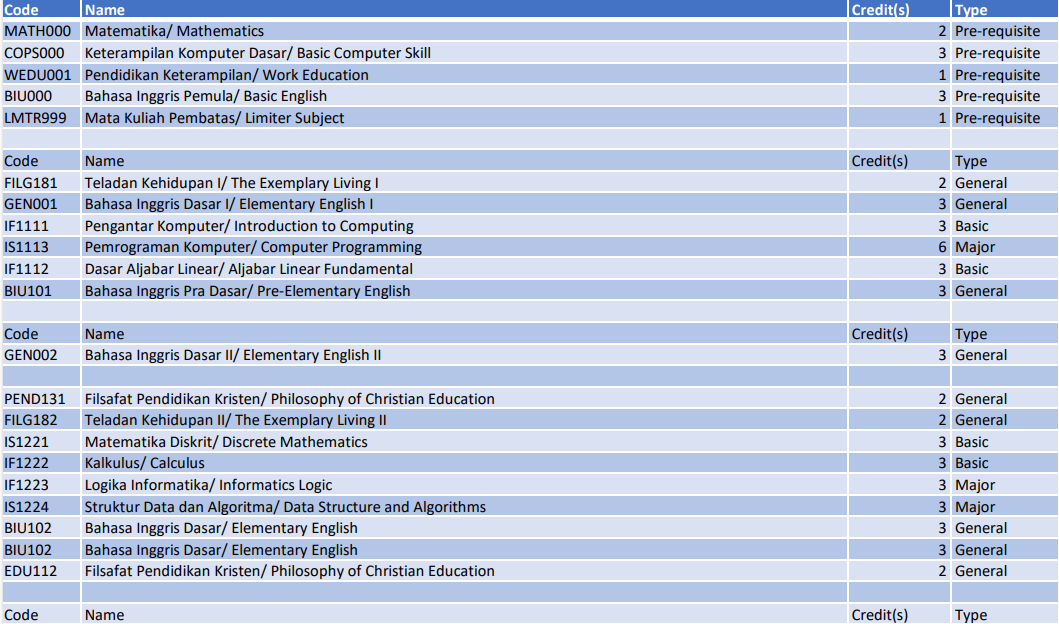 Code Name Credit(s) Type
MATH000 Matematika/ Mathematics 2 Pre-requisite
COPS000 Keterampilan Komputer Dasar/ Basic Computer Skill 3 Pre-requisite
WEDU001 Pendidikan Keterampilan/ Work Education 1 Pre-requisite
BIU000 Bahasa Inggris Pemula/ Basic English 3 Pre-requisite
LMTR999 Mata Kuliah Pembatas/ Limiter Subject 1 Pre-requisite
Code Name Credit(s) Type
FILG181 Teladan Kehidupan I/ The Exemplary Living I 2 General
GEN001 Bahasa Inggris Dasar I/ Elementary English I 3 General
IF1111 Pengantar Komputer/ Introduction to Computing 3 Basic
IS1113 Pemrograman Komputer/ Computer Programming 6 Major
IF1112 Dasar Aljabar Linear/ Aljabar Linear Fundamental 3 Basic
BIU101 Bahasa Inggris Pra Dasar/ Pre-Elementary English 3 General
Code Name Credit(s) Type
GEN002 Bahasa Inggris Dasar II/ Elementary English II 3 General
PEND131 Filsafat Pendidikan Kristen/ Philosophy of Christian Education 2 General
FILG182 Teladan Kehidupan II/ The Exemplary Living II 2 General
IS1221 Matematika Diskrit/ Discrete Mathematics 3 Basic
IF1222 Kalkulus/ Calculus 3 Basic
IF1223 Logika Informatika/ Informatics Logic 3 Major
IS1224 Struktur Data dan Algoritma/ Data Structure and Algorithms 3 Major
BIU102 Bahasa Inggris Dasar/ Elementary English 3 General
BIU102 Bahasa Inggris Dasar/ Elementary English 3 General
EDU112 Filsafat Pendidikan Kristen/ Philosophy of Christian Education 2 General
Code Name Credit(s) Type